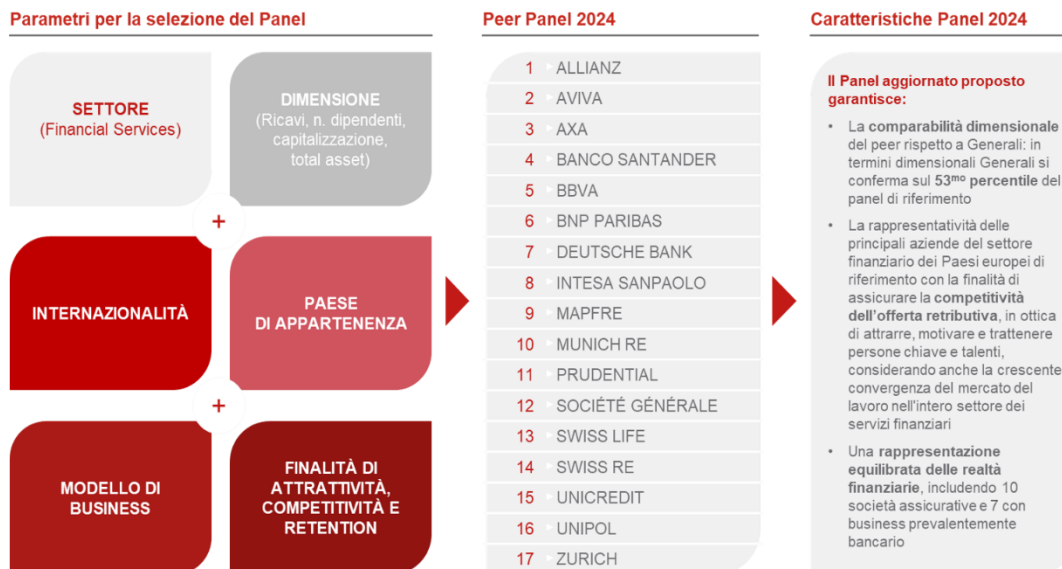 Parametri per la selezione del Panel
SETTORE
(Financial Services)
DIMENSIONE
(Ricavi, n. dipendenti,
capitalizzazione,
total asset)
+
INTERNAZIONALITÀ
PAESE
DI APPARTENENZA
+
MODELLO DI
BUSINESS
FINALITÀ DI
ATTRATTIVITÀ,
COMPETITIVITÀ E
RETENTION
Peer Panel 2024
1 ALLIANZ
2 AVIVA
3 AXA
4 BANCO SANTANDER
5 BBVA
6 BNP PARIBAS
7 DEUTSCHE BANK
8 INTESA SANPAOLO
9 MAPFRE
10 MUNICH RE
11 PRUDENTIAL
12 SOCIÉTÉ GÉNÉRALE
13 SWISS LIFE
14 SWISS RE
15 UNICREDIT
16 UNIPOL
17 ZURICH
Caratteristiche Panel 2024
Il Panel aggiornato proposto
garantisce:
• La comparabilità dimensionale
del peer rispetto a Generali: in
termini dimensionali Generali si
conferma sul 53mo percentile del
panel di riferimento
• La rappresentatività delle
principali aziende del settore
finanziario dei Paesi europei di
riferimento con la finalità di
assicurare la competitività
dell'offerta retributiva, in ottica
di attrarre, motivare e trattenere
persone chiave e talenti,
considerando anche la crescente
convergenza del mercato del
lavoro nell'intero settore dei
servizi finanziari
• Una rappresentazione
equilibrata delle realtà
finanziarie, includendo 10
società assicurative e 7 con
business prevalentemente
bancario